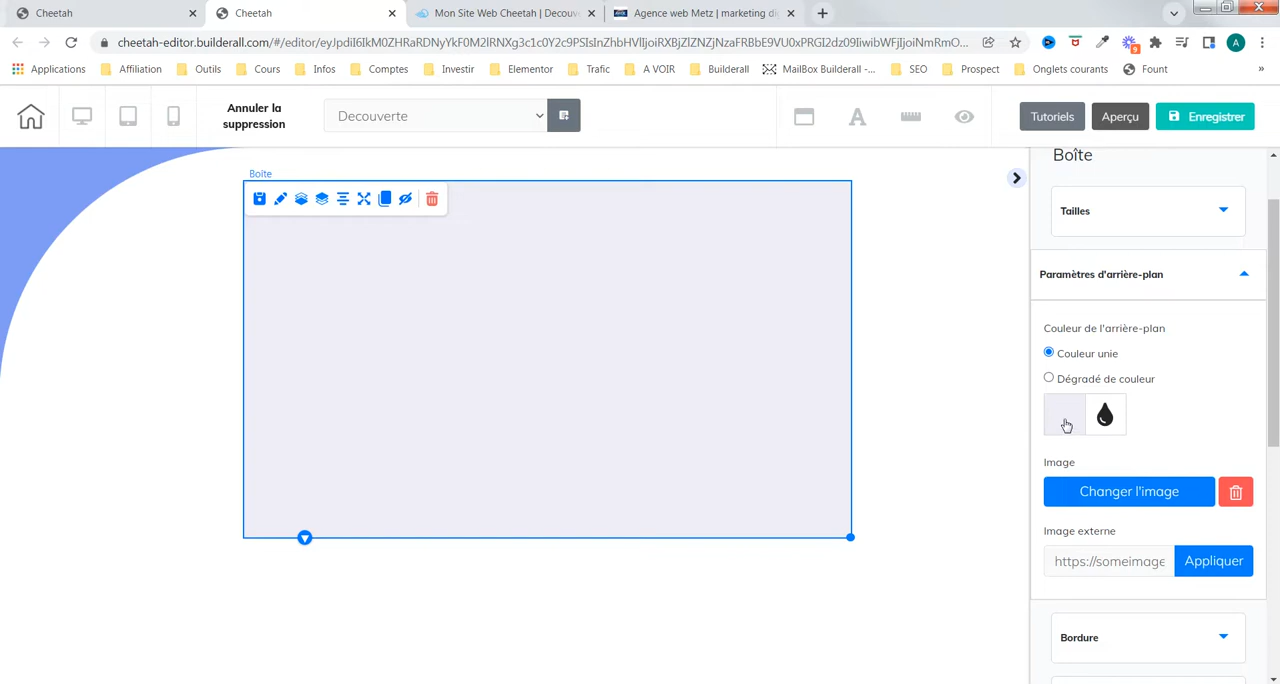 Cheetah
Cheetah
Mon Site Web Cheetah | Decouv
Agence web Metz | marketing di
cheetah-editor.builderall.com/#/editor/eyJpdiI6IkM0ZHRaRDNyYkF0M2lRNXg3c1c0Y2c9PSIsInZhbHVlIjoiRXBjZlZNZjNzaFRBbE9VU0xPRGI2dz09IiwibWFjIjoiNmRmO...
9
A
Applications
Affiliation
Outils
Cours
Infos
Comptes
Investir
Elementor
Trafic
A VOIR
Builderall
MailBox Builderall -...
SEO
Prospect
Onglets courants
Fount
»
Annuler la
suppression
Decouverte
Tutoriels
Aperçu
Enregistrer
Boîte
Boîte
Tailles
Paramètres d'arrière-plan
Couleur de l'arrière-plan
Couleur unie
Dégradé de couleur
Image
Changer l'image
Image externe
https://someimage
Appliquer
Bordure